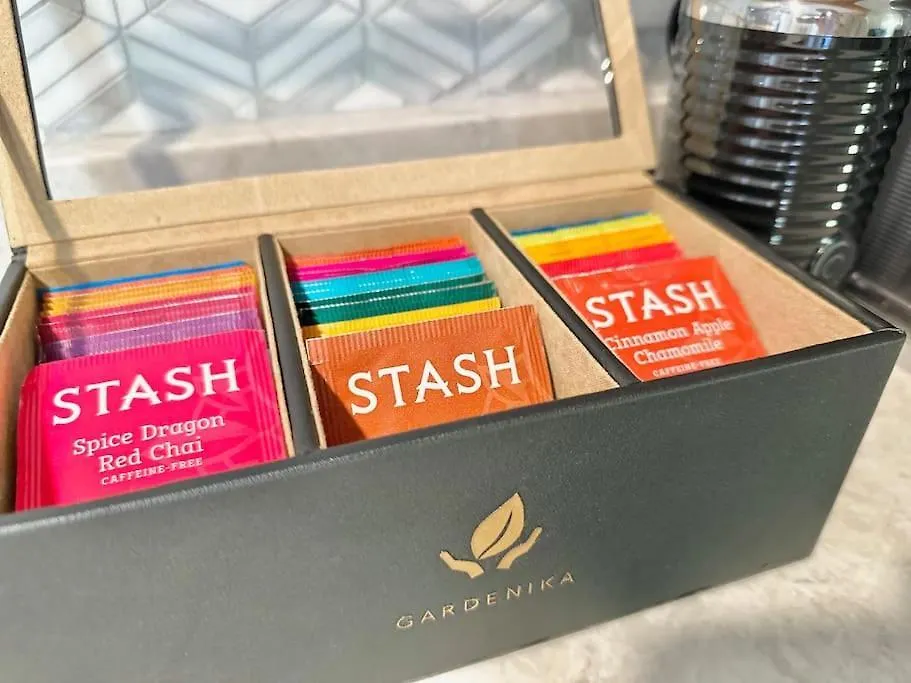 STASH
Spice Dragon
Red Chai
CAFFEINE-FREE
STASH
STASH
Cinnamon Apple
Chamomile
CAFFEINE-FREE
GARDENIKA